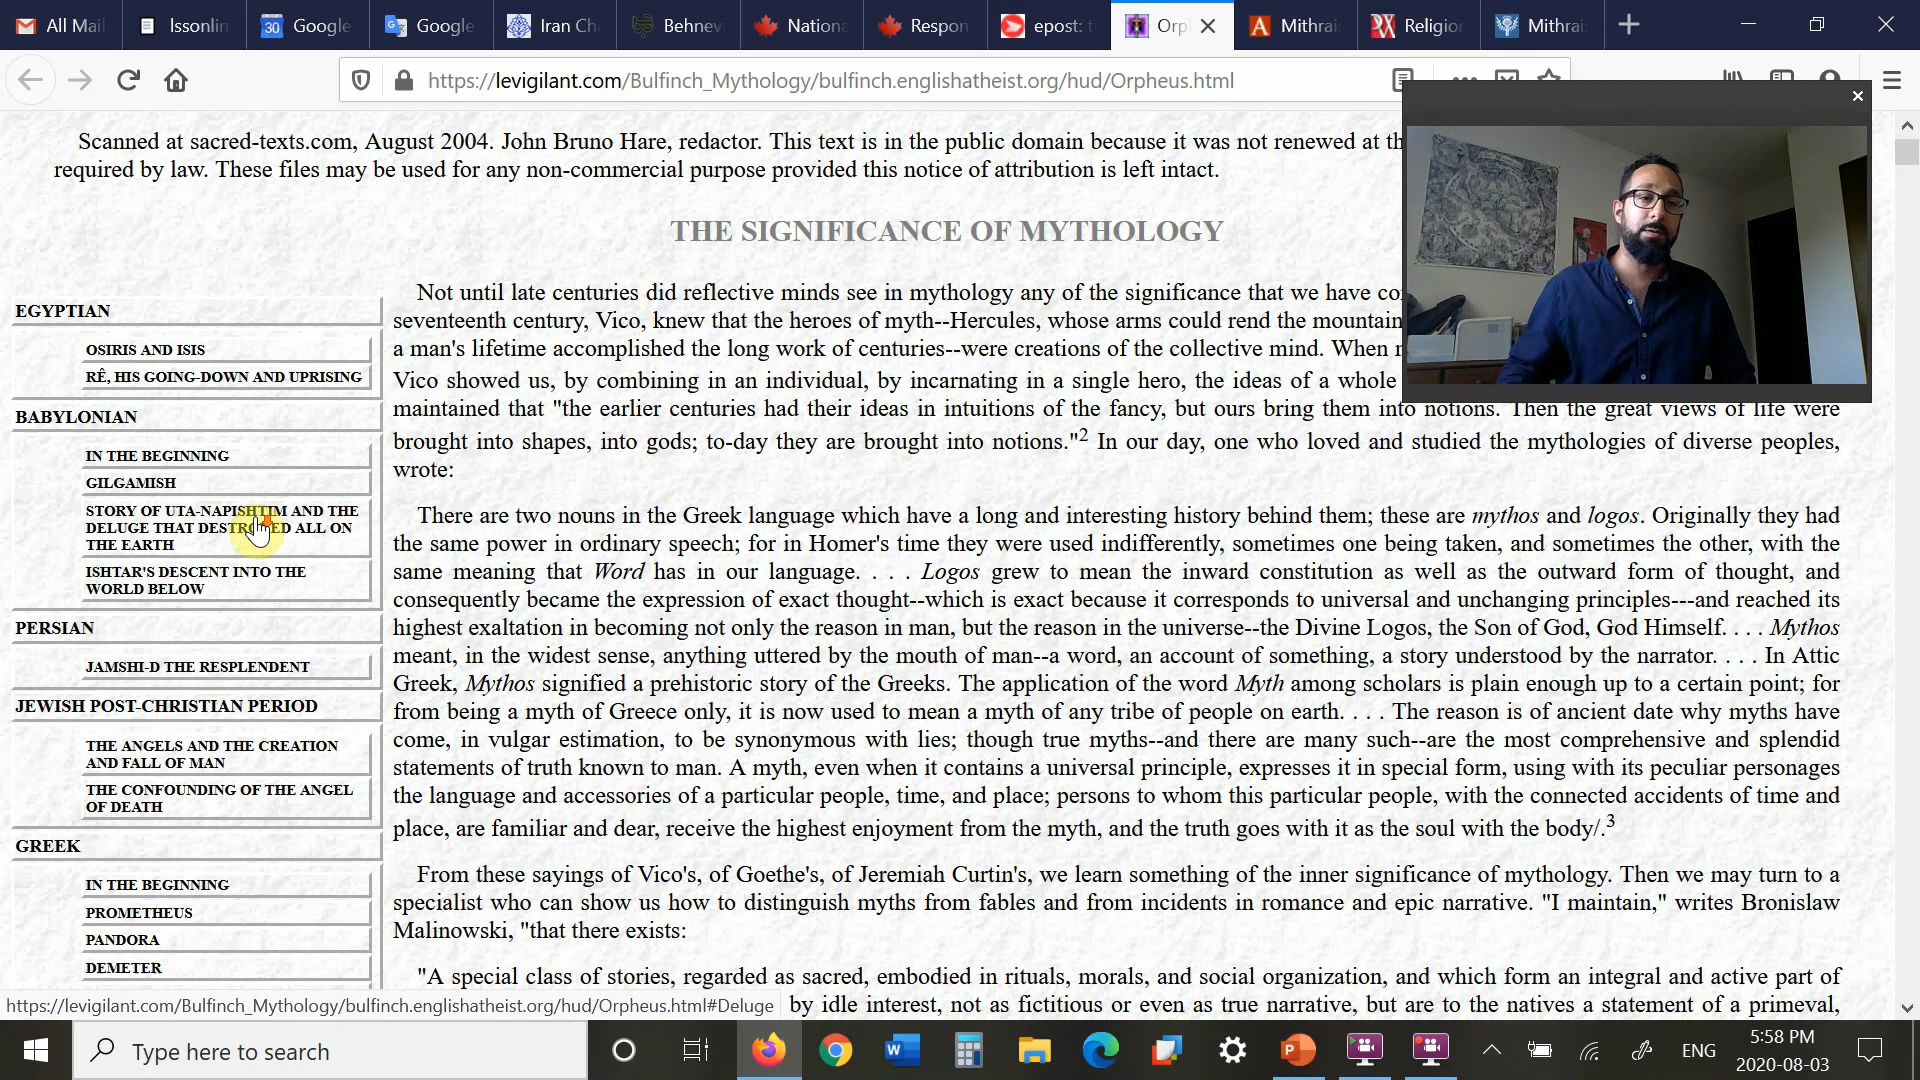 All Mail
lssonlin
30 Google
Google
Iran Ch
Behnev
Nationa
Respon
epost: t
Orph
Mithrai
Religion
Mithrai
https://levigilant.com/Bulfinch_Mythology/bulfinch.englishatheist.org/hud/Orpheus.html
Scanned at sacred-texts.com, August 2004. John Bruno Hare, redactor. This text is in the public domain because it was not renewed at th
required by law. These files may be used for any non-commercial purpose provided this notice of attribution is left intact.
THE SIGNIFICANCE OF MYTHOLOGY
EGYPTIAN
OSIRIS AND ISIS
RÊ, HIS GOING-DOWN AND UPRISING
BABYLONIAN
IN THE BEGINNING
GILGAMISH
STORY OF UTA-NAPISHTIM AND THE
DELUGE THAT DESTROYED ALL ON
THE EARTH
ISHTAR'S DESCENT INTO THE
WORLD BELOW
PERSIAN
JAMSHI-D THE RESPLENDENT
JEWISH POST-CHRISTIAN PERIOD
THE ANGELS AND THE CREATION
AND FALL OF MAN
THE CONFOUNDING OF THE ANGEL
OF DEATH
GREEK
IN THE BEGINNING
PROMETHEUS
PANDORA
DEMETER
Not until late centuries did reflective minds see in mythology any of the significance that we have co
seventeenth century, Vico, knew that the heroes of myth--Hercules, whose arms could rend the mountain
a man's lifetime accomplished the long work of centuries--were creations of the collective mind. When
Vico showed us, by combining in an individual, by incarnating in a single hero, the ideas of a whole
maintained that "the earlier centuries had their ideas in intuitions of the fancy, but ours bring them into notions. Then the great views of life were
brought into shapes, into gods; to-day they are brought into notions."2 In our day, one who loved and studied the mythologies of diverse peoples,
wrote:
There are two nouns in the Greek language which have a long and interesting history behind them; these are mythos and logos. Originally they had
the same power in ordinary speech; for in Homer's time they were used indifferently, sometimes one being taken, and sometimes the other, with the
same meaning that Word has in our language. . . . Logos grew to mean the inward constitution as well as the outward form of thought, and
consequently became the expression of exact thought--which is exact because it corresponds to universal and unchanging principles---and reached its
highest exaltation in becoming not only the reason in man, but the reason in the universe--the Divine Logos, the Son of God, God Himself. . . . Mythos
meant, in the widest sense, anything uttered by the mouth of man--a word, an account of something, a story understood by the narrator. . . . In Attic
Greek, Mythos signified a prehistoric story of the Greeks. The application of the word Myth among scholars is plain enough up to a certain point; for
from being a myth of Greece only, it is now used to mean a myth of any tribe of people on earth. . . . The reason is of ancient date why myths have
come, in vulgar estimation, to be synonymous with lies; though true myths--and there are many such--are the most comprehensive and splendid
statements of truth known to man. A myth, even when it contains a universal principle, expresses it in special form, using with its peculiar personages
the language and accessories of a particular people, time, and place; persons to whom this particular people, with the connected accidents of time and
place, are familiar and dear, receive the highest enjoyment from the myth, and the truth goes with it as the soul with the body/.3
From these sayings of Vico's, of Goethe's, of Jeremiah Curtin's, we learn something of the inner significance of mythology. Then we may turn to a
specialist who can show us how to distinguish myths from fables and from incidents in romance and epic narrative. "I maintain," writes Bronislaw
Malinowski, "that there exists:
"A special class of stories, regarded as sacred, embodied in rituals, morals, and social organization, and which form an integral and active part of
by idle interest, not as fictitious or even as true narrative, but are to the natives a statement of a primeval,
https://levigilant.com/Bulfinch_Mythology/bulfinch.englishatheist.org/hud/Orpheus.html#Deluge
Type here to search
ENG
5:58 PM
2020-08-03